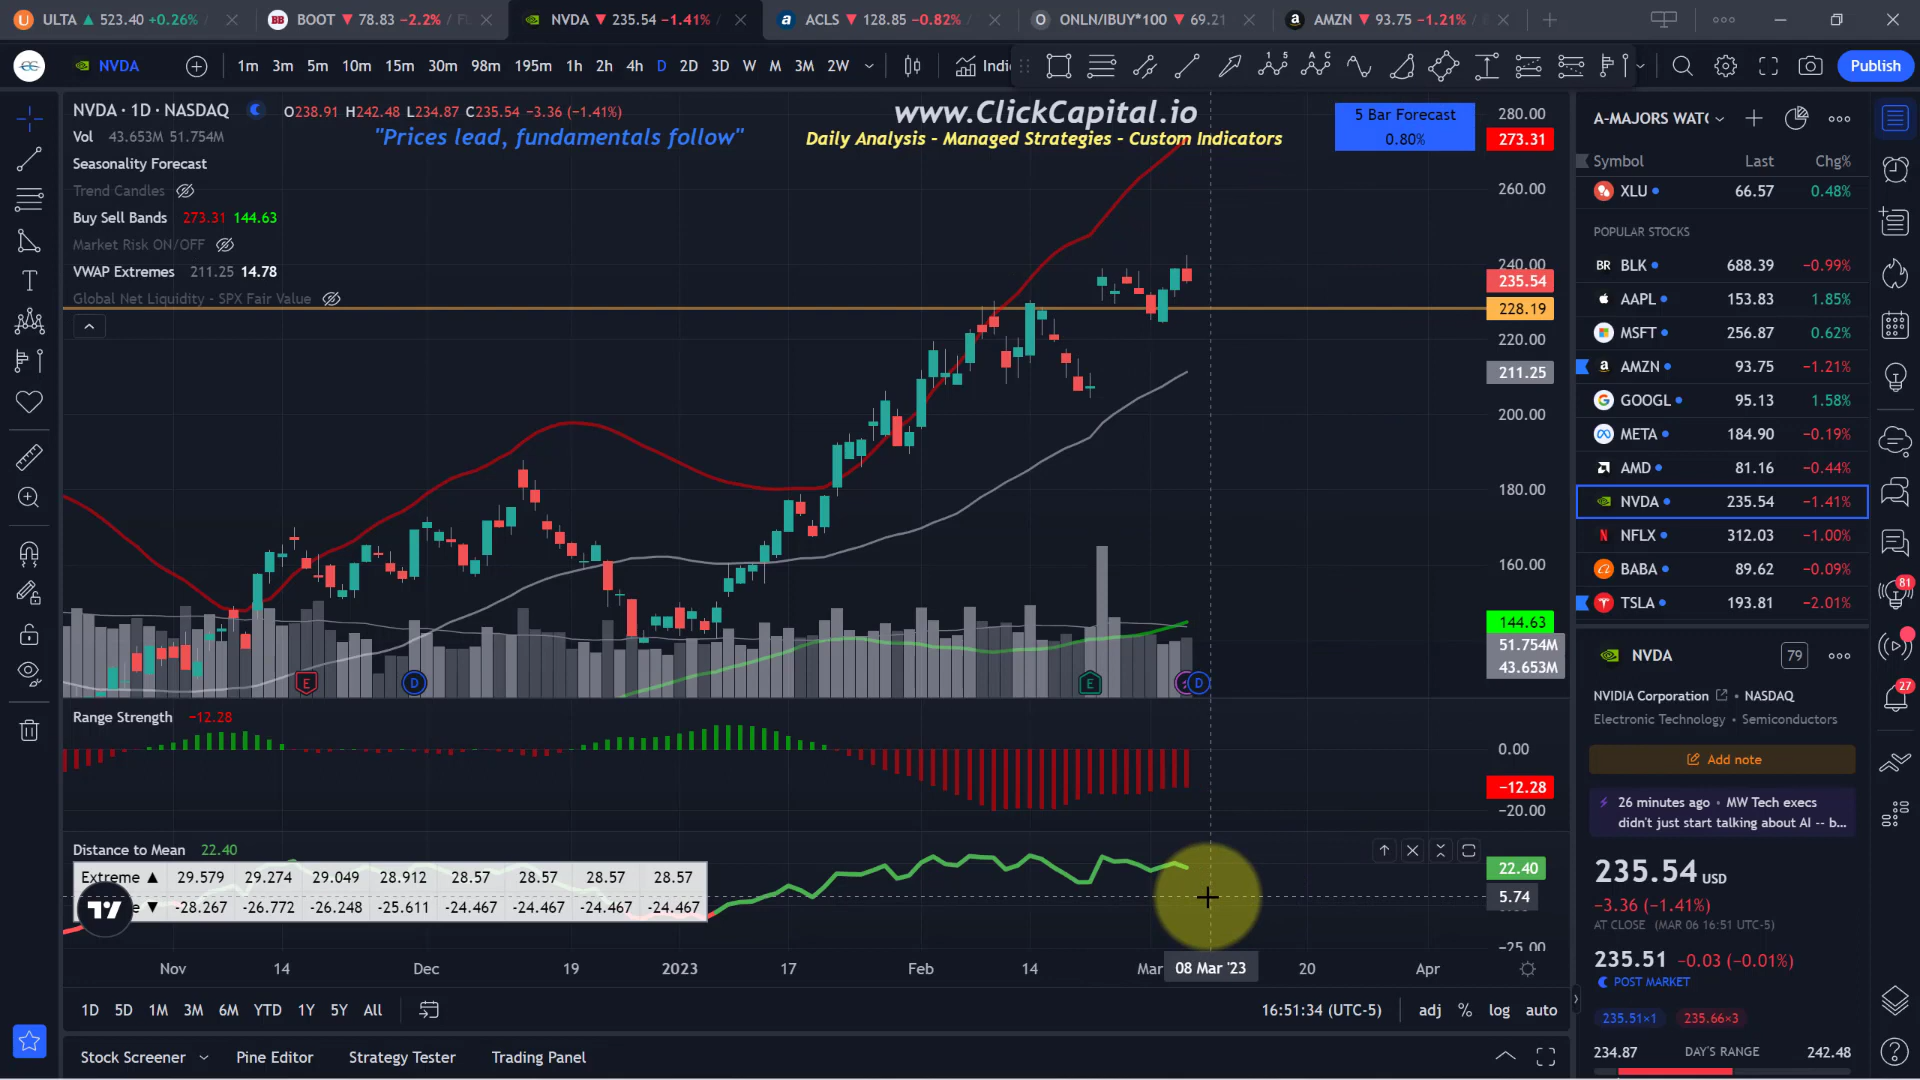 ULTA ▲ 523.40 +0.26%
BOOT ▼ 78.83 −2.2% /
NVDA ▼ 235.54 −1.41% /
ACLS ▼ 128.85 −0.82% /
ONLN/IBUY*100 ▼ 69.21
AMZN ▼ 93.75 −1.21% /
NVDA
1m 3m 5m 10m 15m 30m 98m 195m 1h 2h 4h D 2D 3D W M 3M 2W
Indi
Publish
NVDA · 1D · NASDAQ
O238.91 H242.48 L234.87 C235.54 −3.36 (−1.41%)
Vol 43.653M 51.754M
"Prices lead, fundamentals follow"
Seasonality Forecast
Trend Candles
Buy Sell Bands 273.31 144.63
Market Risk ON/OFF
VWAP Extremes 211.25 14.78
Global Net Liquidity - SPX Fair Value
www.ClickCapital.io
Daily Analysis - Managed Strategies - Custom Indicators
5 Bar Forecast
0.80%
280.00
273.31
260.00
240.00
235.54
228.19
220.00
211.25
200.00
180.00
160.00
144.63
51.754M
43.653M
E
D
E
D
Range Strength −12.28
0.00
−12.28
−20.00
Distance to Mean 22.40
Extreme ▲ 29.579 29.274 29.049 28.912 28.57 28.57 28.57 28.57
e ▼ -28.267 -26.772 -26.248 -25.611 -24.467 -24.467 -24.467 -24.467
22.40
5.74
−25.00
Nov 14 Dec 19 2023 17 Feb 14 Mar 08 Mar '23 20 Apr
1D 5D 1M 3M 6M YTD 1Y 5Y All
16:51:34 (UTC-5)
adj % log auto
Stock Screener Pine Editor Strategy Tester Trading Panel
A-MAJORS WATC
Symbol Last Chg%
XLU 66.57 0.48%
POPULAR STOCKS
BLK 688.39 −0.99%
AAPL 153.83 1.85%
MSFT 256.87 0.62%
AMZN 93.75 −1.21%
GOOGL 95.13 1.58%
META 184.90 −0.19%
AMD 81.16 −0.44%
NVDA 235.54 −1.41%
NFLX 312.03 −1.00%
BABA 89.62 −0.09%
TSLA 193.81 −2.01%
NVDA
79
NVIDIA Corporation • NASDAQ
Electronic Technology • Semiconductors
Add note
26 minutes ago • MW Tech execs
didn't just start talking about AI -- b...
235.54 USD
−3.36 (−1.41%)
AT CLOSE (MAR 06 16:51 UTC-5)
235.51 −0.03 (−0.01%)
POST MARKET
235.51×1 235.66×3
234.87 DAY'S RANGE 242.48
81
27